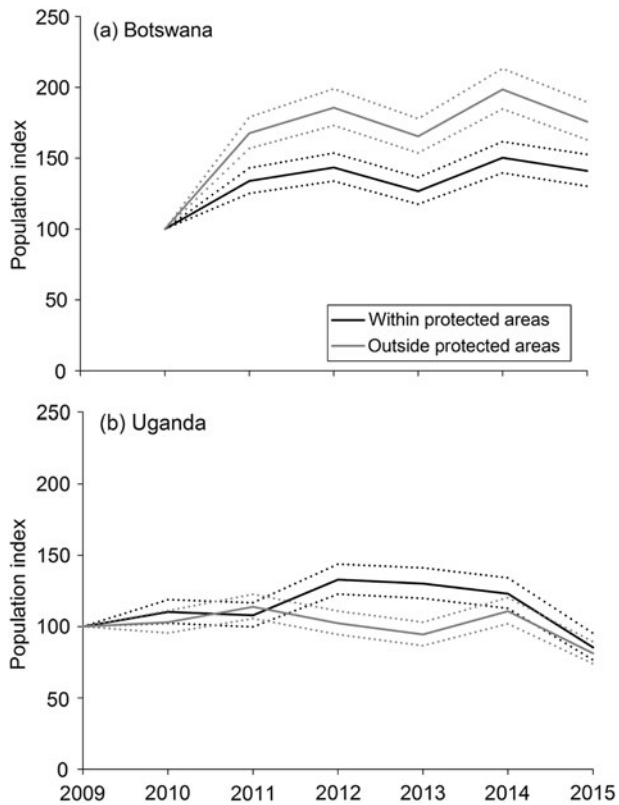 (a) Botswana
Population index
250
200
150
100
50
0
Within protected areas
Outside protected areas
(b) Uganda
Population index
250
200
150
100
50
0
2009 2010 2011 2012 2013 2014 2015